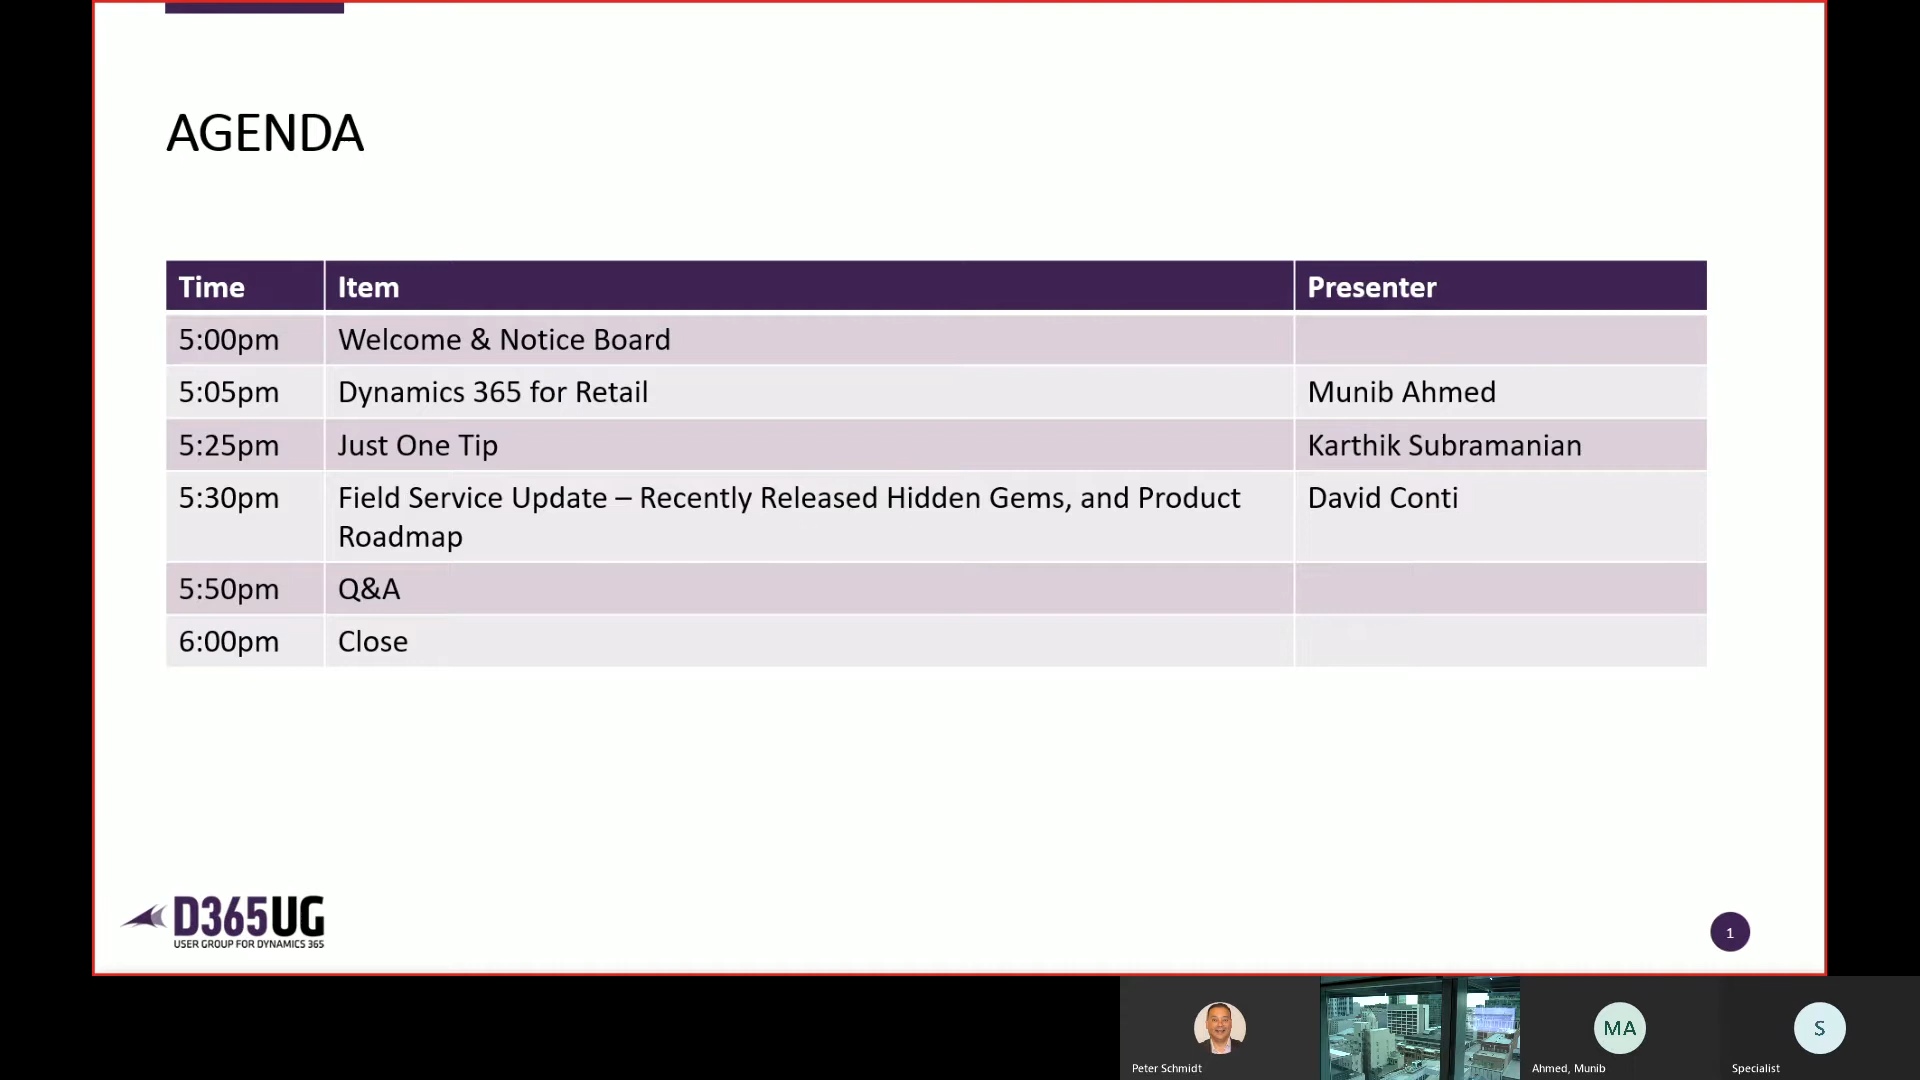 AGENDA
Time Item Presenter
5:00pm Welcome & Notice Board
5:05pm Dynamics 365 for Retail Munib Ahmed
5:25pm Just One Tip Karthik Subramanian
5:30pm Field Service Update – Recently Released Hidden Gems, and Product David Conti
Roadmap
5:50pm Q&A
6:00pm Close
D365UG
USER GROUP FOR DYNAMICS 365
1
MA
S
Peter Schmidt
Ahmed, Munib
Specialist